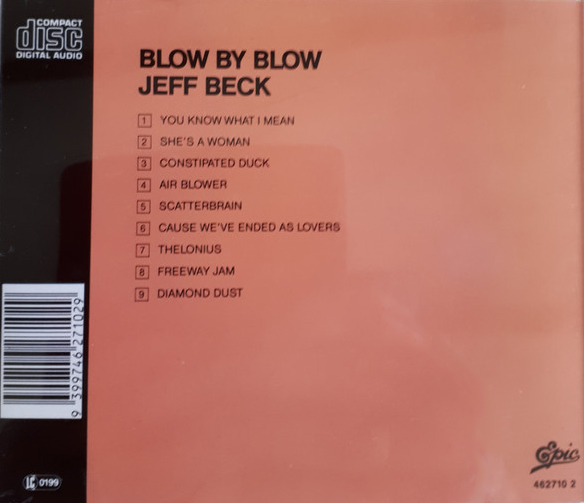 COMPACT
disc
DIGITAL AUDIO
BLOW BY BLOW
JEFF BECK
1 YOU KNOW WHAT I MEAN
2 SHE'S A WOMAN
3 CONSTIPATED DUCK
4 AIR BLOWER
5 SCATTERBRAIN
6 CAUSE WE'VE ENDED AS LOVERS
7 THELONIUS
8 FREEWAY JAM
9 DIAMOND DUST
9 399746 271029
LC 0199
Epic
462710 2